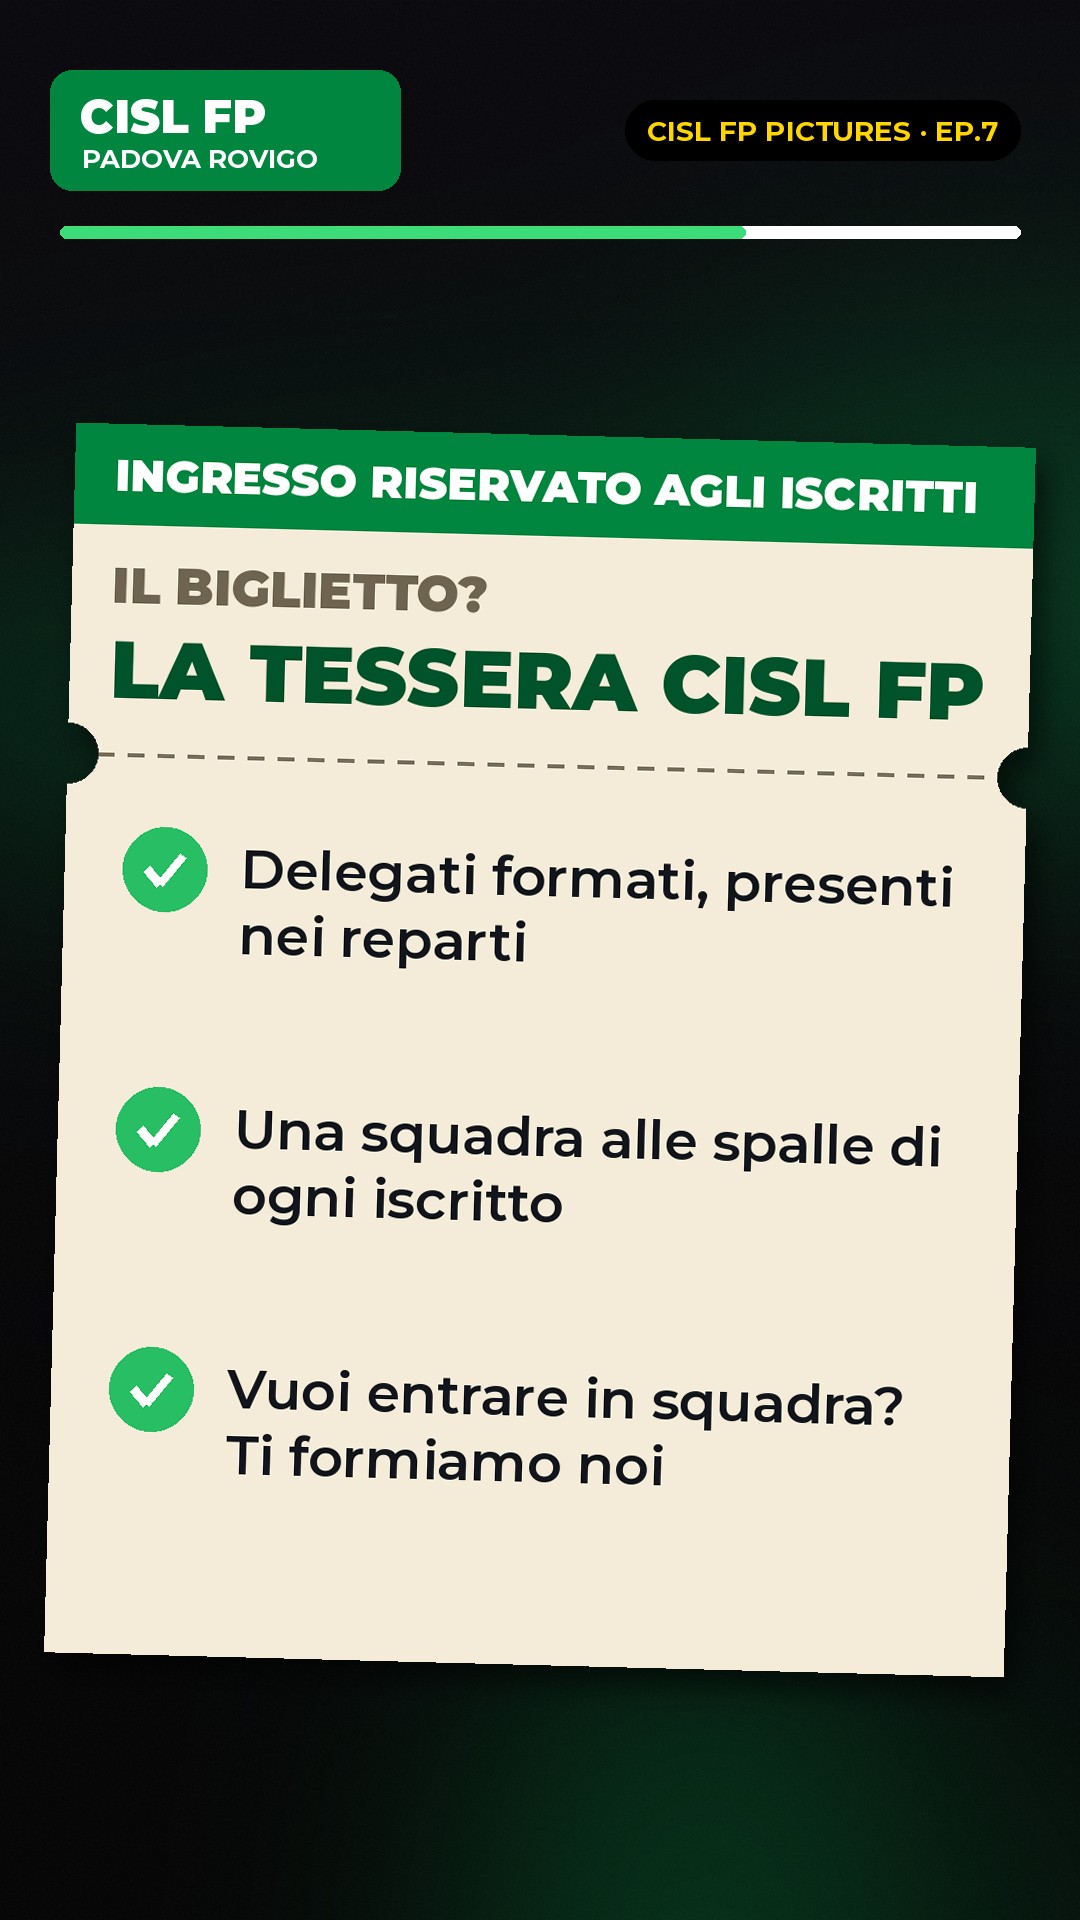 CISL FP
PADOVA ROVIGO
CISL FP PICTURES · EP.7
INGRESSO RISERVATO AGLI ISCRITTI
IL BIGLIETTO?
LA TESSERA CISL FP
Delegati formati, presenti
nei reparti
Una squadra alle spalle di
ogni iscritto
Vuoi entrare in squadra?
Ti formiamo noi